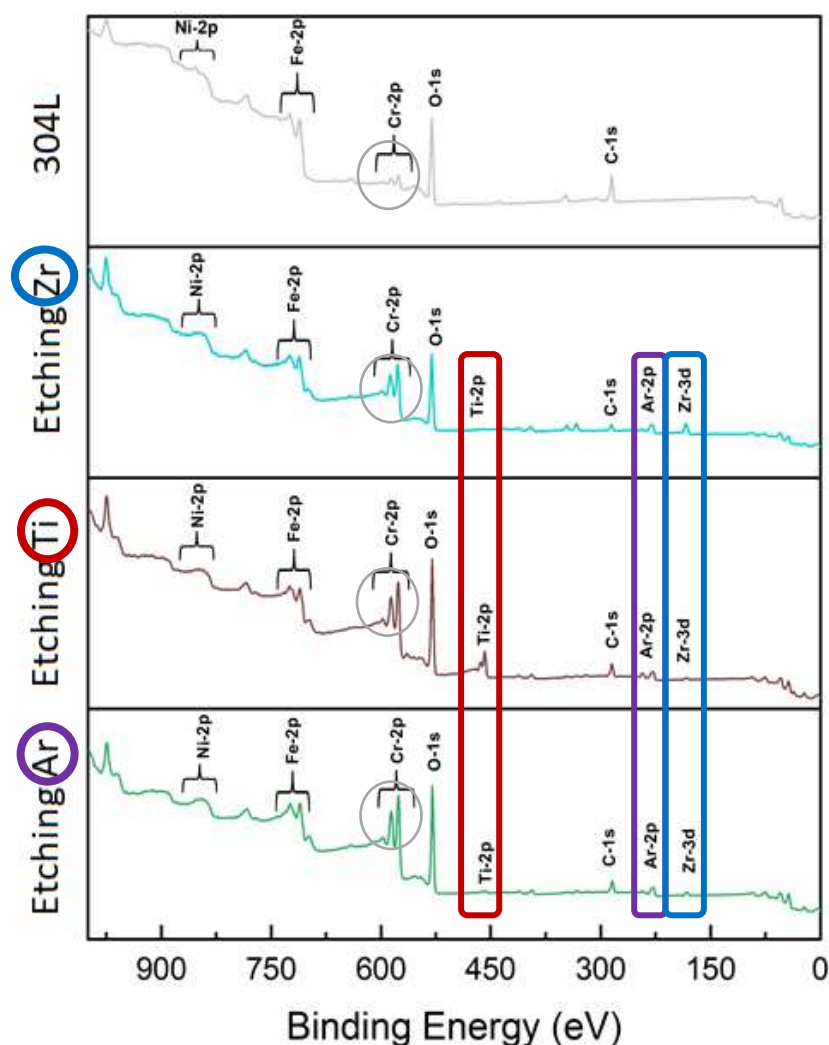 304L
Ni-2p
Fe-2p
Cr-2p
O-1s
C-1s
Etching Zr
Ni-2p
Fe-2p
Cr-2p
O-1s
Ti-2p
C-1s
Ar-2p
Zr-3d
Etching Ti
Ni-2p
Fe-2p
Cr-2p
O-1s
Ti-2p
C-1s
Ar-2p
Zr-3d
Etching Ar
Ni-2p
Fe-2p
Cr-2p
O-1s
Ti-2p
C-1s
Ar-2p
Zr-3d
900 750 600 450 300 150 0
Binding Energy (eV)